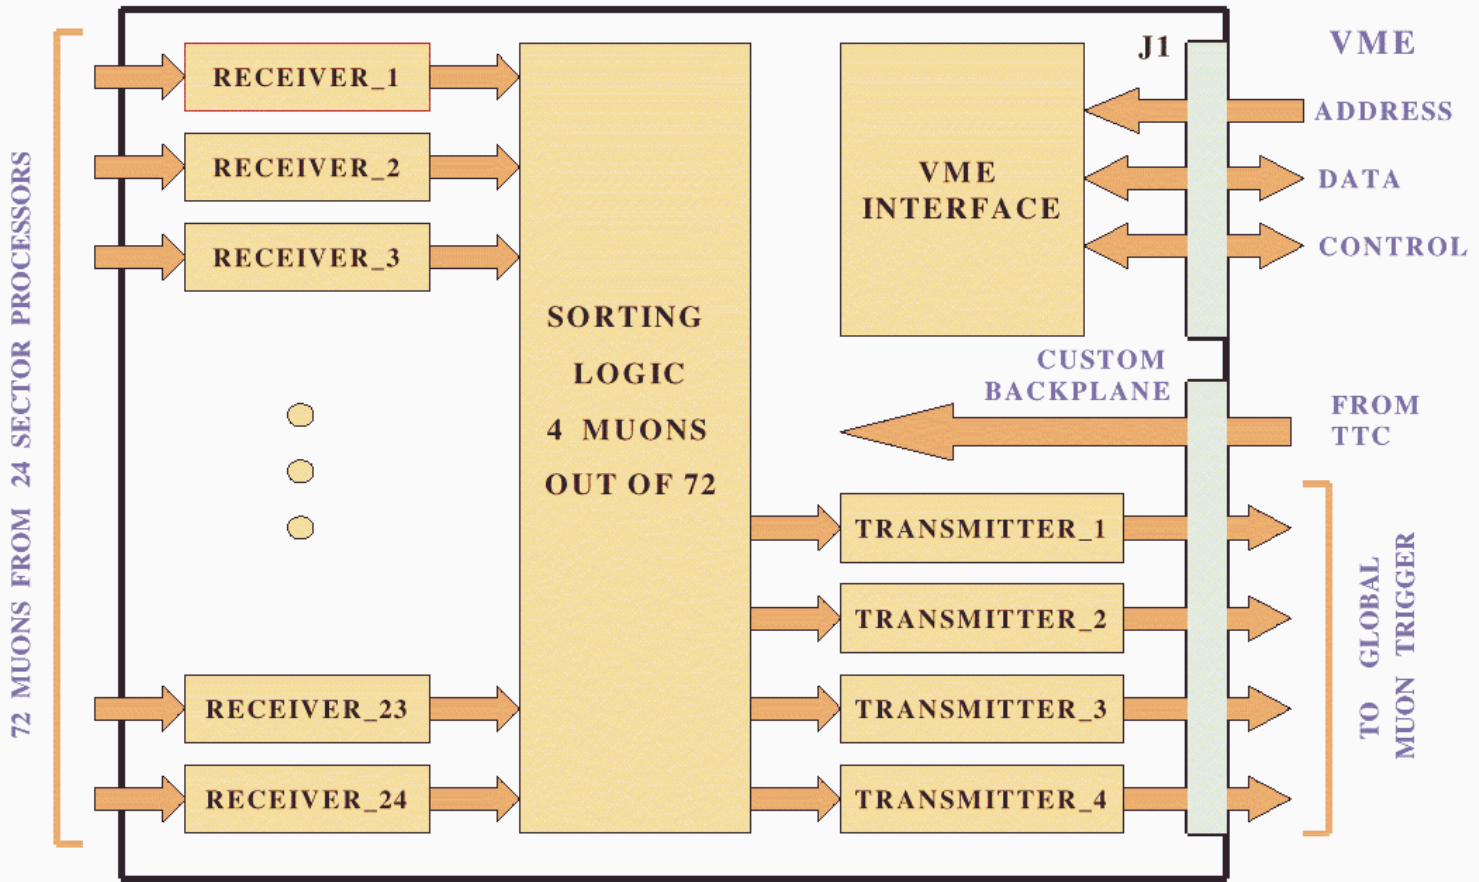 72 MUONS FROM 24 SECTOR PROCESSORS
RECEIVER_1
RECEIVER_2
RECEIVER_3
RECEIVER_23
RECEIVER_24
SORTING
LOGIC
4 MUONS
OUT OF 72
VME
INTERFACE
J1
VME
ADDRESS
DATA
CONTROL
CUSTOM
BACKPLANE
FROM
TTC
TRANSMITTER_1
TRANSMITTER_2
TRANSMITTER_3
TRANSMITTER_4
TO GLOBAL
MUON TRIGGER